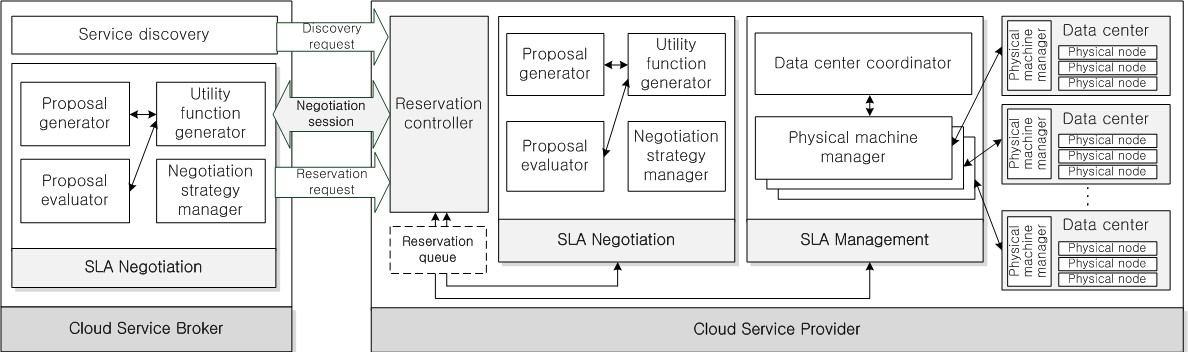 Service discovery
Proposal
generator
Utility
function
generator
Proposal
evaluator
Negotiation
strategy
manager
SLA Negotiation
Cloud Service Broker
Discovery
request
Negotiation
session
Reservation
request
Reservation
controller
Reservation
queue
Proposal
generator
Utility
function
generator
Proposal
evaluator
Negotiation
strategy
manager
SLA Negotiation
Data center coordinator
Physical machine
manager
SLA Management
Physical
machine
manager
Data center
Physical node
Physical node
Physical node
Physical
machine
manager
Data center
Physical node
Physical node
Physical node
Physical
machine
manager
Data center
Physical node
Physical node
Physical node
Cloud Service Provider